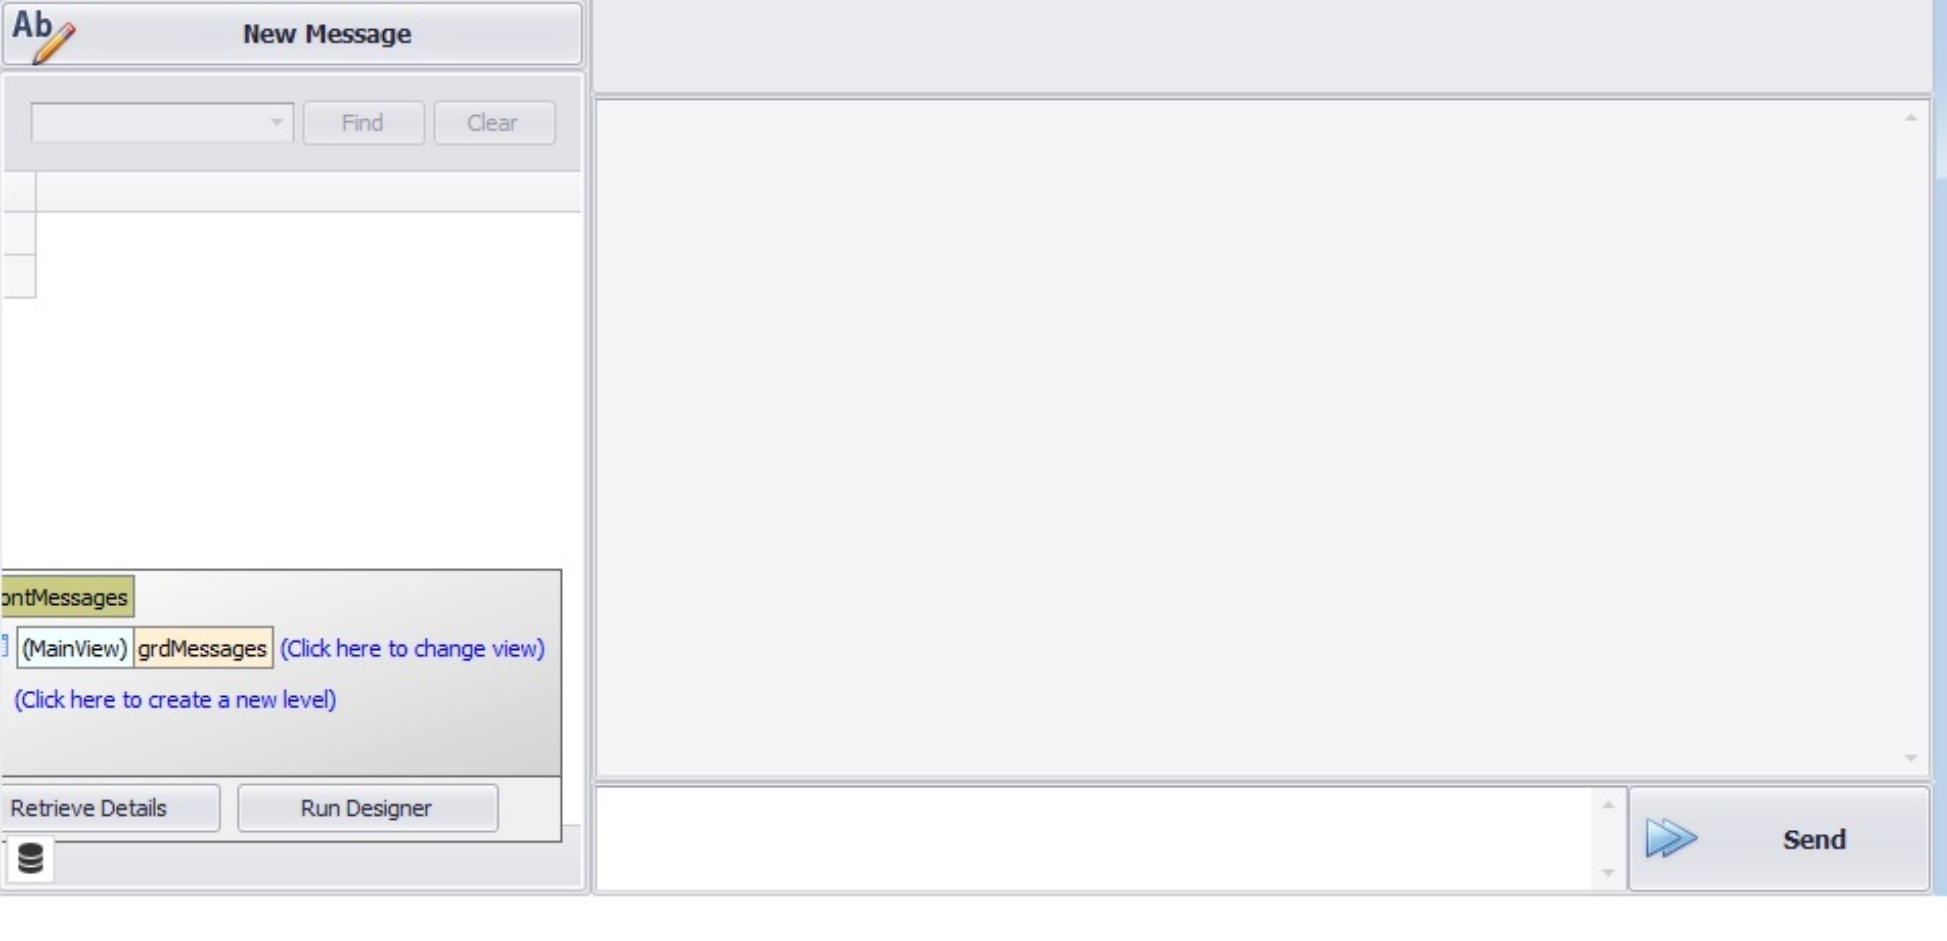 Ab
New Message
Find
Clear
ontMessages
(MainView) grdMessages (Click here to change view)
(Click here to create a new level)
Retrieve Details
Run Designer
Send